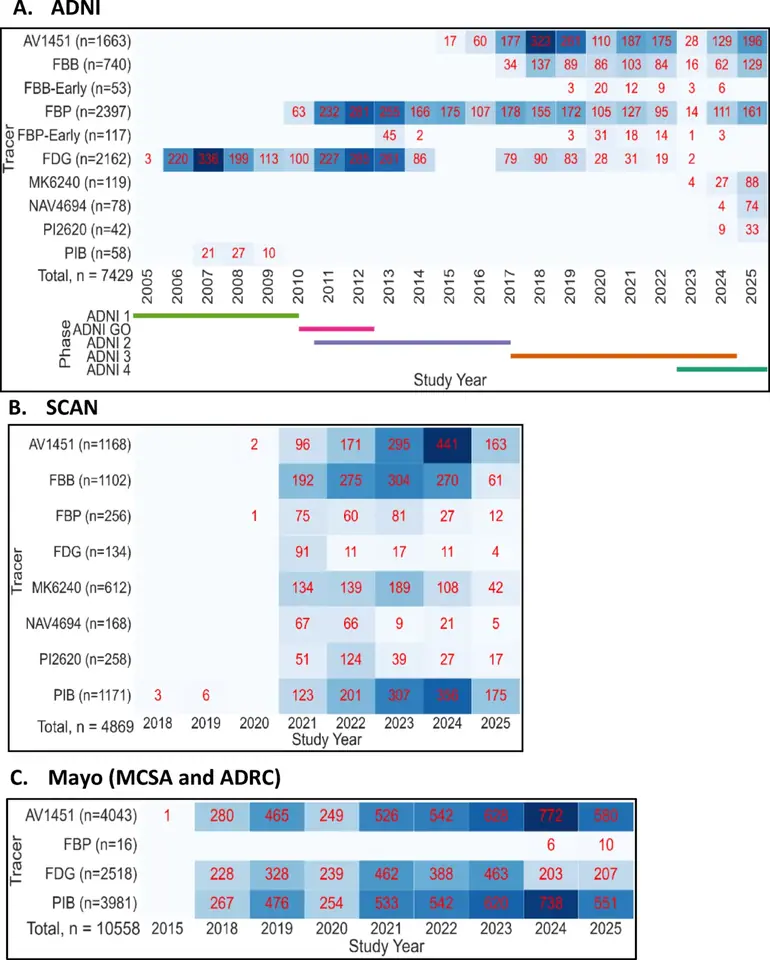 A. ADNI
AV1451 (n=1663) 17 60 177 322 261 110 187 175 28 129 196
FBB (n=740) 34 137 89 86 103 84 16 62 129
FBB-Early (n=53) 3 20 12 9 3 6
FBP (n=2397) 63 232 166 175 107 178 155 172 105 127 95 14 111 161
FBP-Early (n=117) 45 2 3 31 18 14 1 3
FDG (n=2162) 3 220 336 199 113 100 227 86 79 90 83 28 31 19 2
MK6240 (n=119) 4 27 88
NAV4694 (n=78) 4 74
PI2620 (n=42) 9 33
PIB (n=58) 21 27 10
Tracer
Total, n = 7429 2005 2006 2007 2008 2009 2010 2011 2012 2013 2014 2015 2016 2017 2018 2019 2020 2021 2022 2023 2024 2025
ADNI 1
ADNI GO
ADNI 2
ADNI 3
ADNI 4
Phase
Study Year
B. SCAN
AV1451 (n=1168) 2 96 171 295 441 163
FBB (n=1102) 192 275 304 270 61
FBP (n=256) 1 75 60 81 27 12
FDG (n=134) 91 11 17 11 4
MK6240 (n=612) 134 139 189 108 42
NAV4694 (n=168) 67 66 9 21 5
PI2620 (n=258) 51 124 39 27 17
PIB (n=1171) 3 6 123 201 307 356 175
Tracer
Total, n = 4869 2018 2019 2020 2021 2022 2023 2024 2025
Study Year
C. Mayo (MCSA and ADRC)
AV1451 (n=4043) 1 280 465 249 526 542 628 772 580
FBP (n=16) 6 10
FDG (n=2518) 228 328 239 462 388 463 203 207
PIB (n=3981) 267 476 254 533 542 620 738 551
Tracer
Total, n = 10558 2015 2018 2019 2020 2021 2022 2023 2024 2025
Study Year